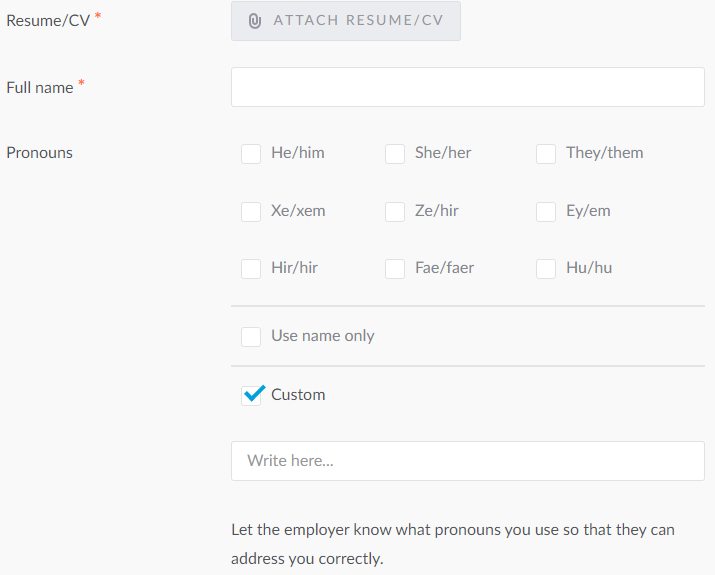 Resume/CV * ATTACH RESUME/CV
Full name *
Pronouns He/him She/her They/them
Xe/xem Ze/hir Ey/em
Hir/hir Fae/faer Hu/hu
Use name only
Custom
Write here...
Let the employer know what pronouns you use so that they can
address you correctly.